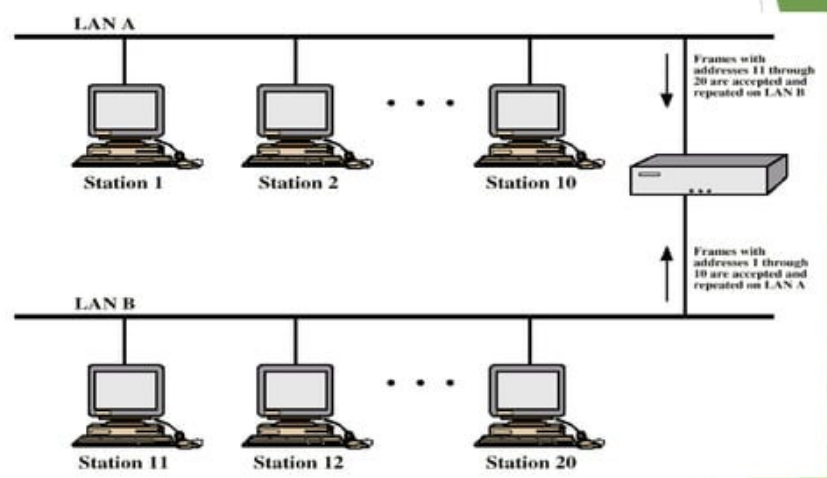 LAN A
Frames with
addresses 11 through
20 are accepted and
repeated on LAN B
Station 1
Station 2
Station 10
Frames with
addresses 1 through
10 are accepted and
repeated on LAN A
LAN B
Station 11
Station 12
Station 20